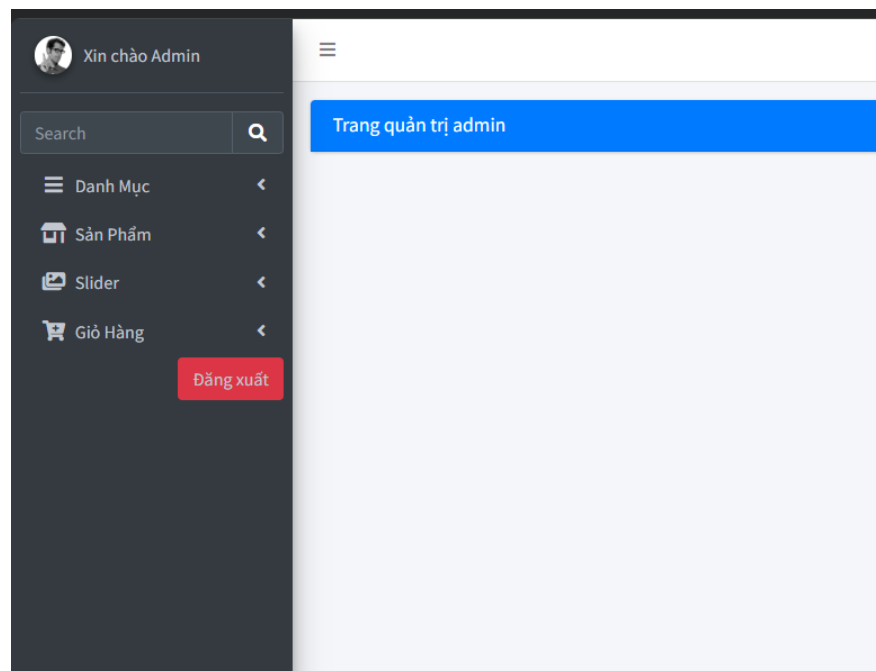 Xin chào Admin
Search
Danh Mục
Sản Phẩm
Slider
Giỏ Hàng
Đăng xuất
Trang quản trị admin